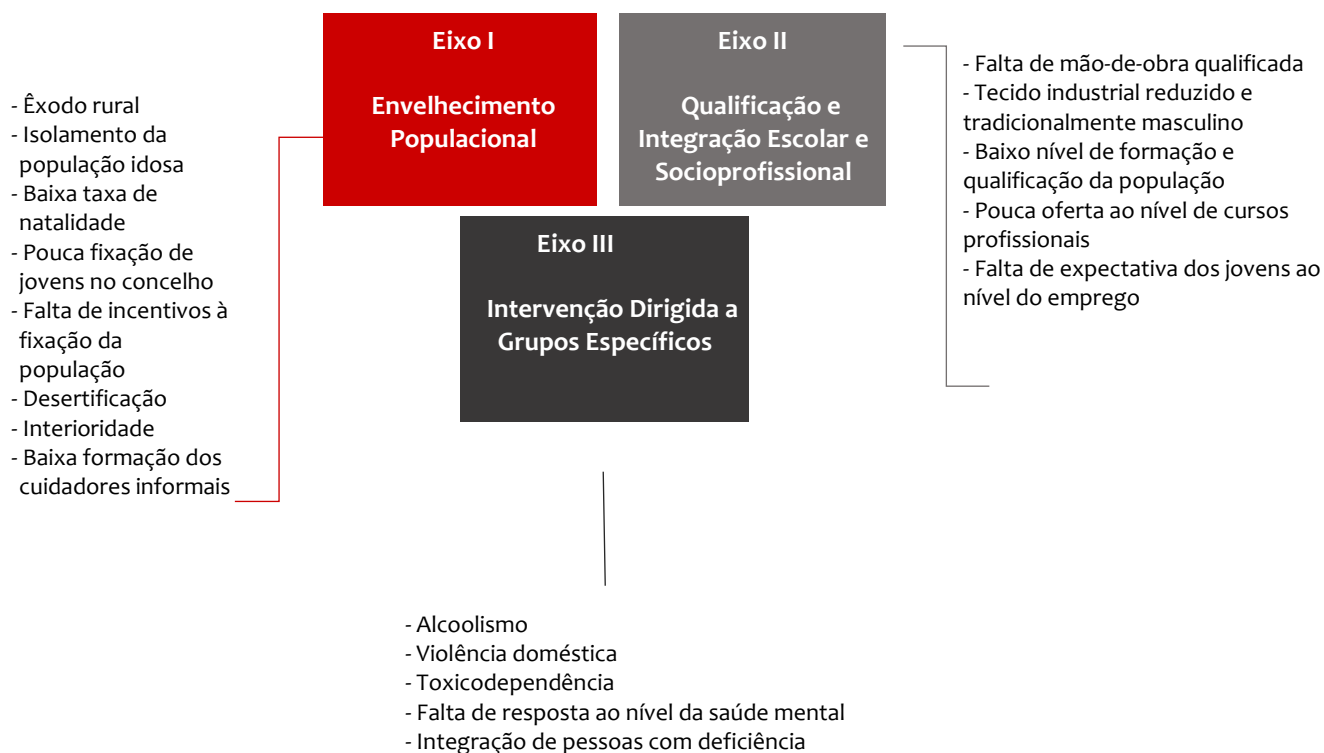 Eixo I
Envelhecimento
Populacional
- Êxodo rural
- Isolamento da
população idosa
- Baixa taxa de
natalidade
- Pouca fixação de
jovens no concelho
- Falta de incentivos à
fixação da
população
- Desertificação
- Interioridade
- Baixa formação dos
cuidadores informais
Eixo II
Qualificação e
Integração Escolar e
Socioprofissional
- Falta de mão-de-obra qualificada
- Tecido industrial reduzido e
tradicionalmente masculino
- Baixo nível de formação e
qualificação da população
- Pouca oferta ao nível de cursos
profissionais
- Falta de expectativa dos jovens ao
nível do emprego
Eixo III
Intervenção Dirigida a
Grupos Específicos
- Alcoolismo
- Violência doméstica
- Toxicodependência
- Falta de resposta ao nível da saúde mental
- Integração de pessoas com deficiência